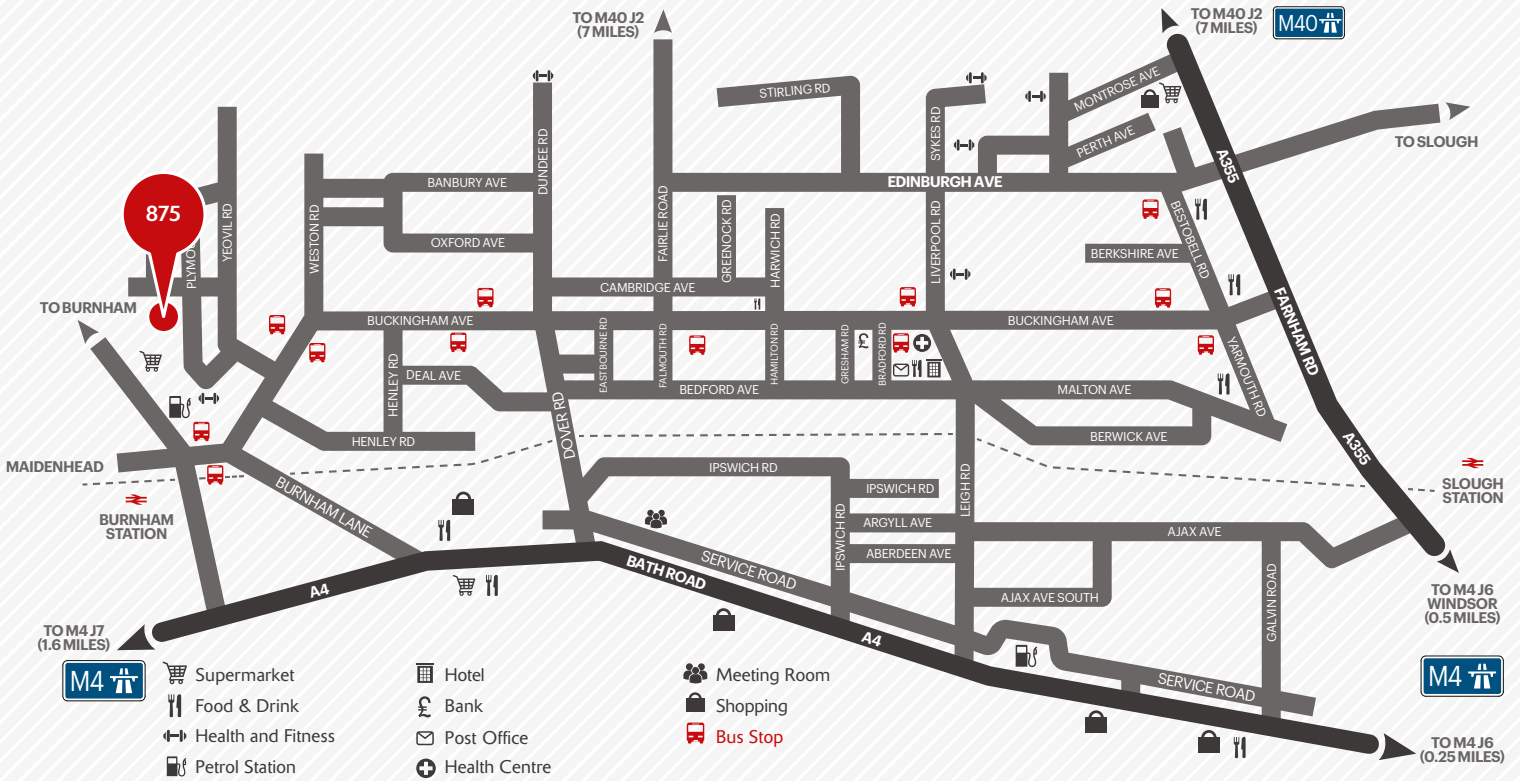 TO M40 J2
(7 MILES)
TO M40 J2
(7 MILES)
M40
MONTROSE AVE
STIRLING RD
SYKES RD
PERTH AVE
A355
TO SLOUGH
DUNDEE RD
BANBURY AVE
EDINBURGH AVE
875
YEOVIL RD
WESTON RD
FAIRLIE ROAD
GREENOCK RD
HARWICH RD
LIVERPOOL RD
BESTOBELL RD
OXFORD AVE
BERKSHIRE AVE
CAMBRIDGE AVE
TO BURNHAM
BUCKINGHAM AVE
BUCKINGHAM AVE
FARNHAM RD
EASTBOURNE RD
FALMOUTH RD
HAMILTON RD
GRESHAM RD
BRADFORD RD
YARMOUTH RD
HENLEY RD
DEAL AVE
BEDFORD AVE
MALTON AVE
DOVER RD
HENLEY RD
BERWICK AVE
A355
MAIDENHEAD
IPSWICH RD
IPSWICH RD
LEIGH RD
SLOUGH
STATION
BURNHAM
STATION
BURNHAM LANE
IPSWICH RD
ARGYLL AVE
AJAX AVE
ABERDEEN AVE
SERVICE ROAD
BATH ROAD
A4
AJAX AVE SOUTH
GALVIN ROAD
TO M4 J6
WINDSOR
(0.5 MILES)
TO M4 J7
(1.6 MILES)
A4
M4
M4
SERVICE ROAD
TO M4 J6
(0.25 MILES)
Supermarket
Food & Drink
Health and Fitness
Petrol Station
Hotel
£ Bank
Post Office
Health Centre
Meeting Room
Shopping
Bus Stop